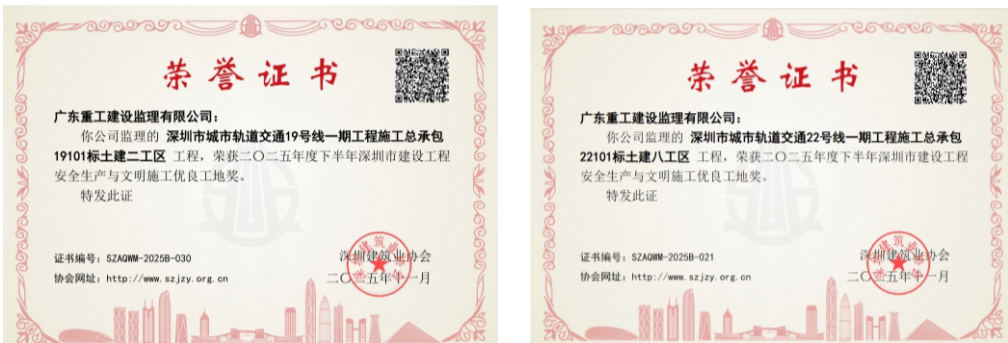 荣誉证书
广东重工建设监理有限公司：
你公司监理的 深圳市城市轨道交通19号线一期工程施工总承包
19101标土建二工区 工程，荣获二〇二五年度下半年深圳市建设工程
安全生产与文明施工优良工地奖。
特发此证
证书编号：SZAQWM-2025B-030
深圳建筑业协会
协会网址：http://www.szjzy.org.cn
二〇二五年十一月
荣誉证书
广东重工建设监理有限公司：
你公司监理的 深圳市城市轨道交通22号线一期工程施工总承包
22101标土建八工区 工程，荣获二〇二五年度下半年深圳市建设工程
安全生产与文明施工优良工地奖。
特发此证
证书编号：SZAQWM-2025B-021
深圳建筑业协会
协会网址：http://www.szjzy.org.cn
二〇二五年十一月